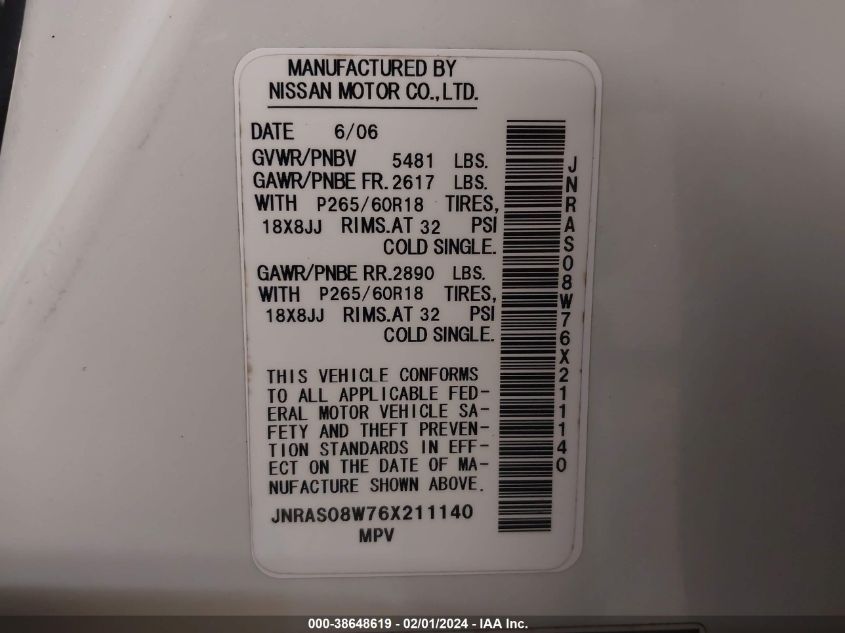 MANUFACTURED BY
NISSAN MOTOR CO.,LTD.
DATE 6/06
GVWR/PNBV 5481 LBS.
GAWR/PNBE FR. 2617 LBS.
WITH P265/60R18 TIRES,
18X8JJ RIMS.AT 32 PSI
COLD SINGLE.
GAWR/PNBE RR. 2890 LBS.
WITH P265/60R18 TIRES,
18X8JJ RIMS.AT 32 PSI
COLD SINGLE.
THIS VEHICLE CONFORMS
TO ALL APPLICABLE FED-
ERAL MOTOR VEHICLE SA-
FETY AND THEFT PREVEN-
TION STANDARDS IN EFF-
ECT ON THE DATE OF MA-
NUFACTURE SHOWN ABOVE.
JNRAS08W76X211140
MPV
JNRAS08W76X211140
000-38648619 - 02/01/2024 - IAA Inc.